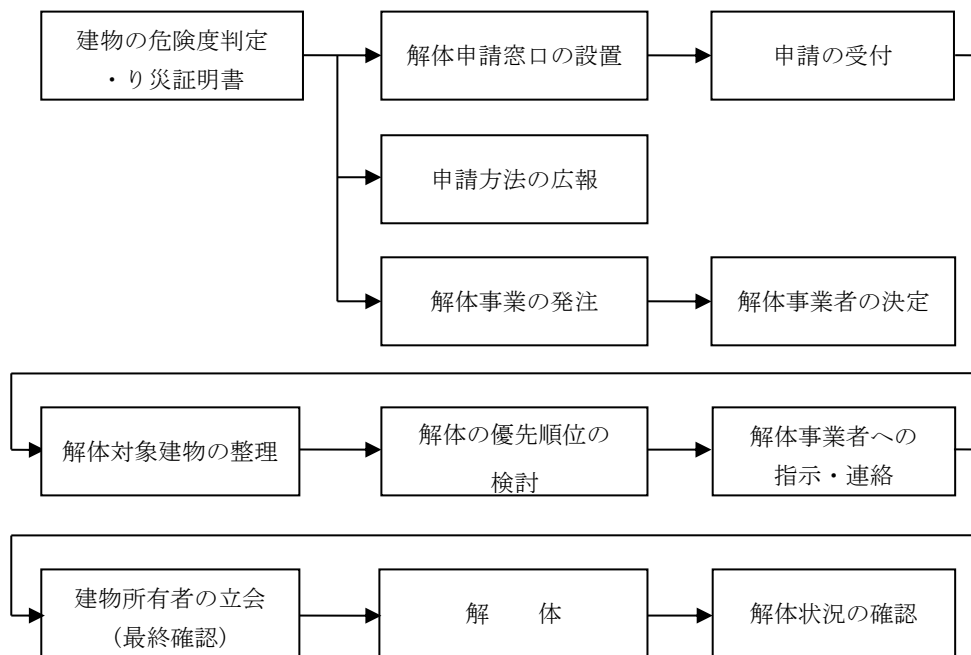 建物の危険度判定
・り災証明書
解体申請窓口の設置
申請の受付
申請方法の広報
解体事業の発注
解体事業者の決定
解体対象建物の整理
解体の優先順位の
検討
解体事業者への
指示・連絡
建物所有者の立会
(最終確認)
解　　体
解体状況の確認